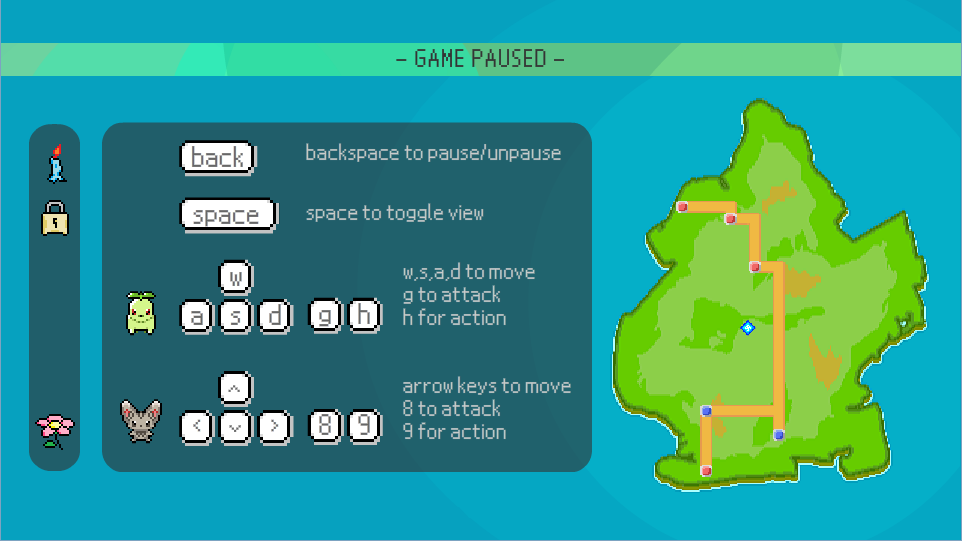 – GAME PAUSED –
back
backspace to pause/unpause
space
space to toggle view
w
a s d g h
w,s,a,d to move
g to attack
h for action
^
< v > 8 9
arrow keys to move
8 to attack
9 for action